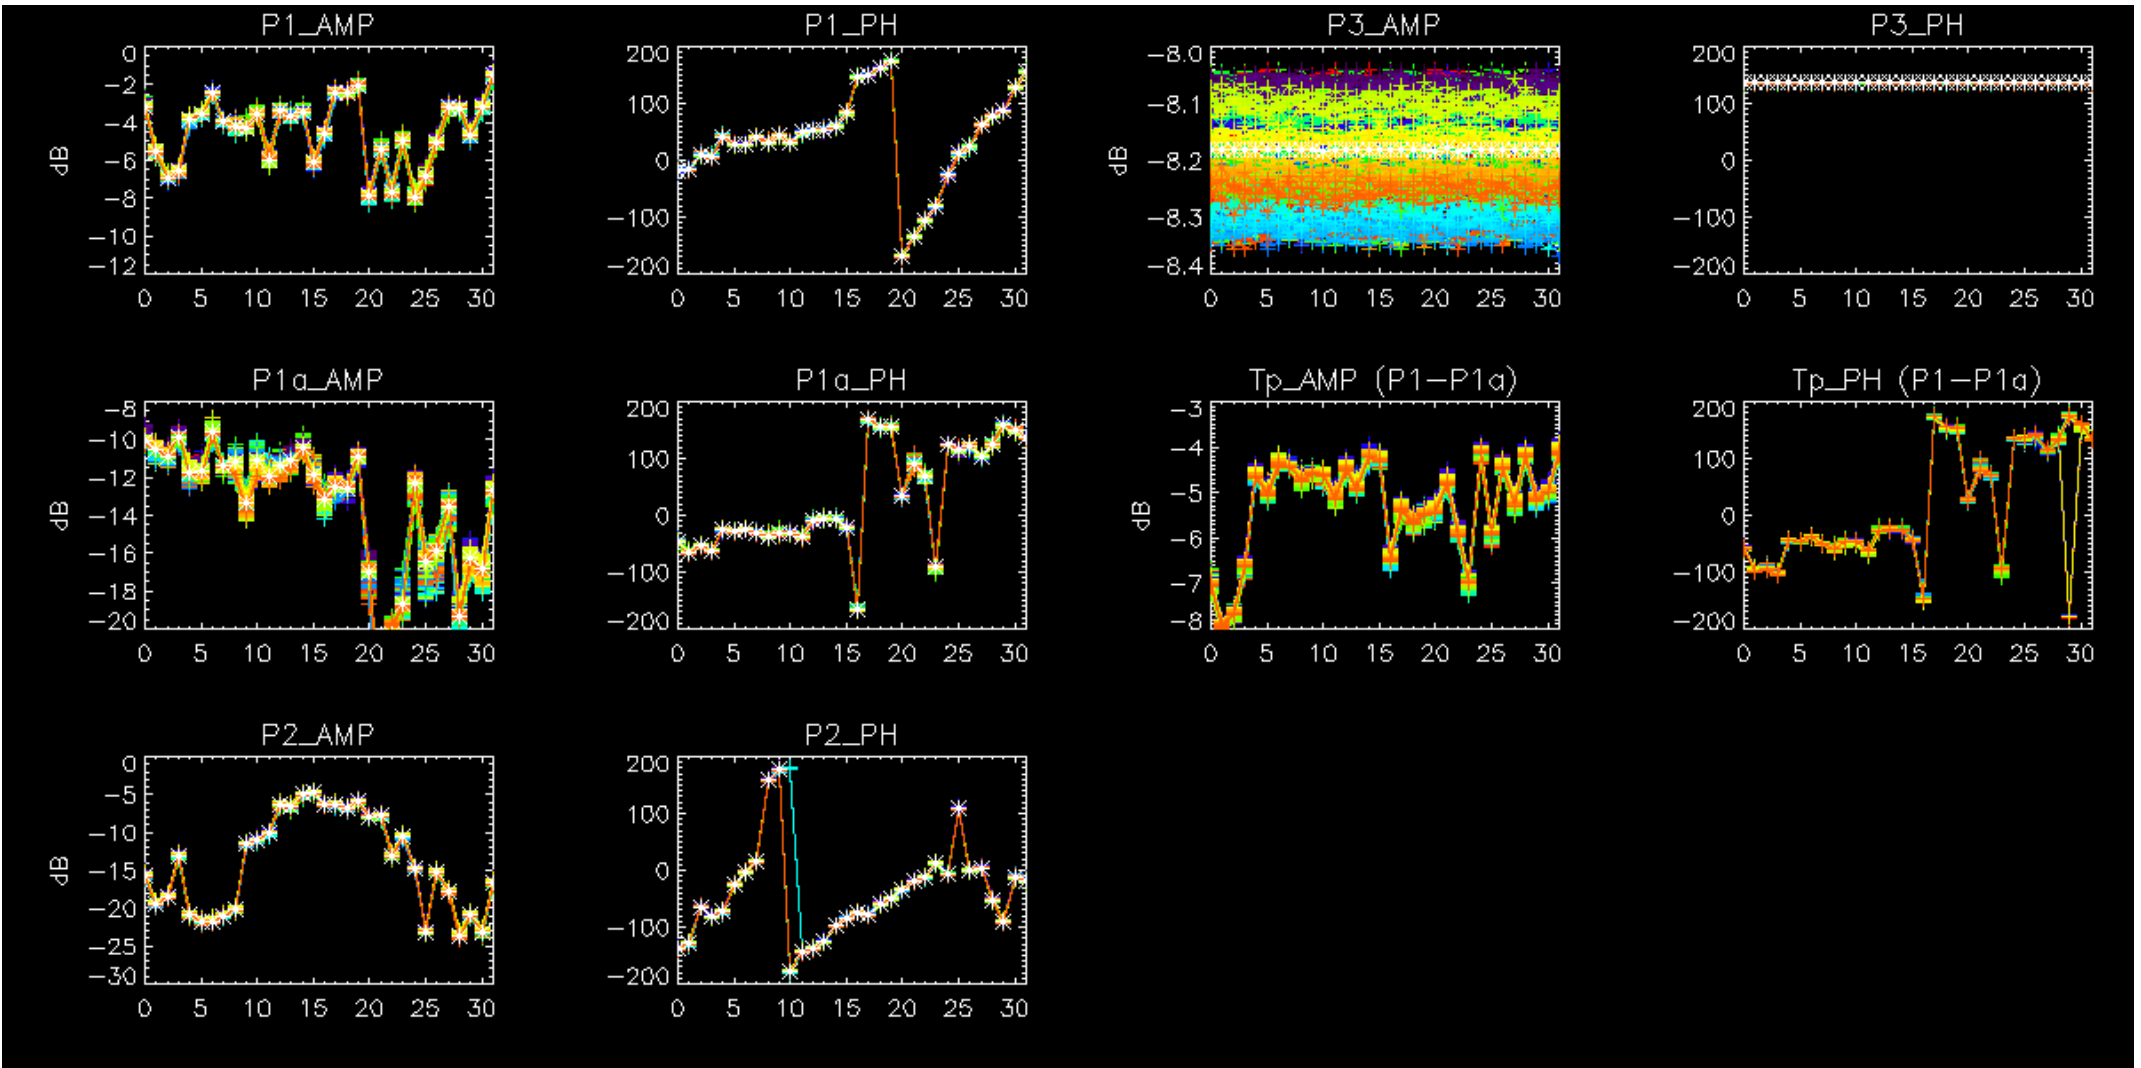 P1_AMP P1_PH P3_AMP P3_PH
0 200 -8.0 200
-2
-4 100 -8.1 100
dB -6 0 dB -8.2 0
-8
-10 -100 -8.3 -100
-12 -200 -8.4 -200
0 5 10 15 20 25 30 0 5 10 15 20 25 30 0 5 10 15 20 25 30 0 5 10 15 20 25 30
P1a_AMP P1a_PH Tp_AMP (P1-P1a) Tp_PH (P1-P1a)
-8 200 -3 200
-10 100 -4 100
-12
-14 0 -5 0
dB dB
-16 -100 -6 -100
-18 -7
-20 -200 -8 -200
0 5 10 15 20 25 30 0 5 10 15 20 25 30 0 5 10 15 20 25 30 0 5 10 15 20 25 30
P2_AMP P2_PH
0 200
-5 100
-10
dB -15 0
-20 -100
-25
-30 -200
0 5 10 15 20 25 30 0 5 10 15 20 25 30